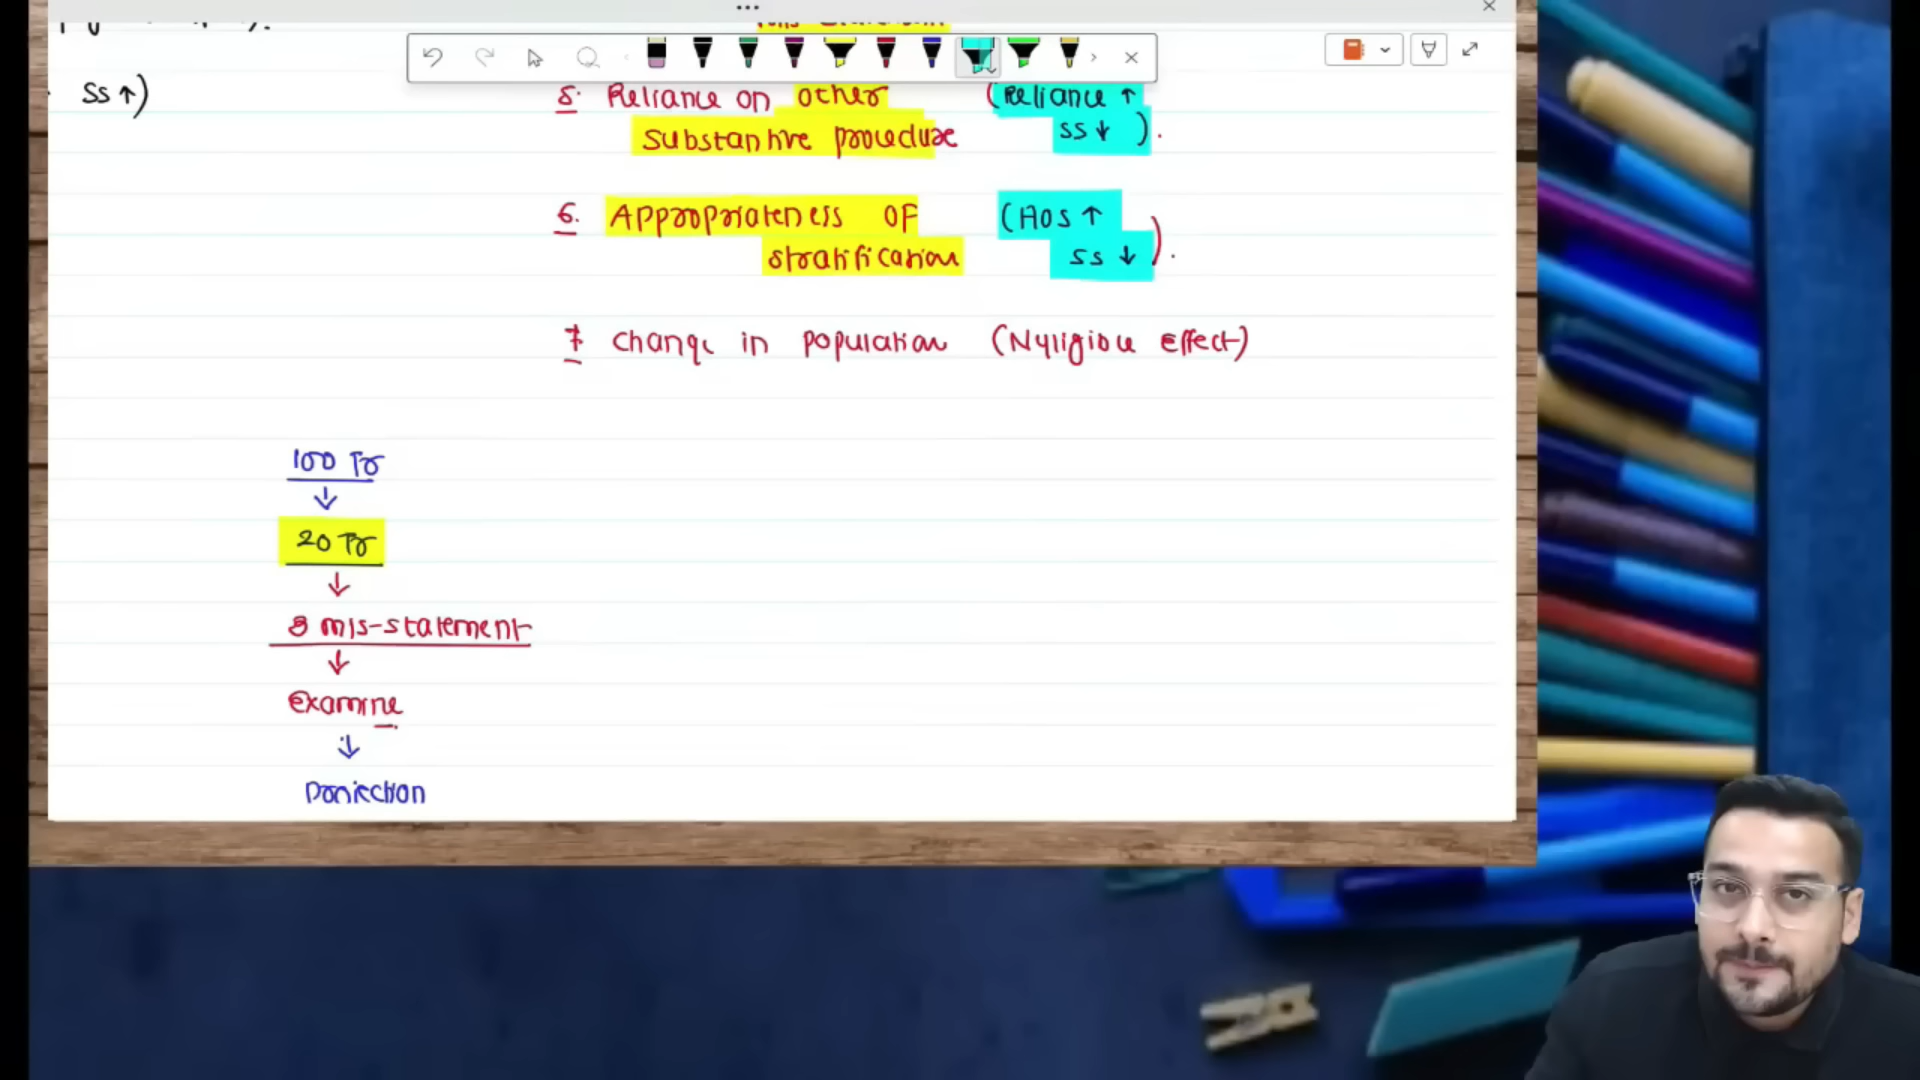 SS ↑)
5. Reliance on other (Reliance ↑
substantive procedure SS ↓ ).
6. Appropriateness OF (AOS ↑
stratification SS ↓ ).
7 change in population (Nyligible effect)
100 Tr
↓
20 Tr
↓
8 mis-statement
↓
examine
↓
Projection